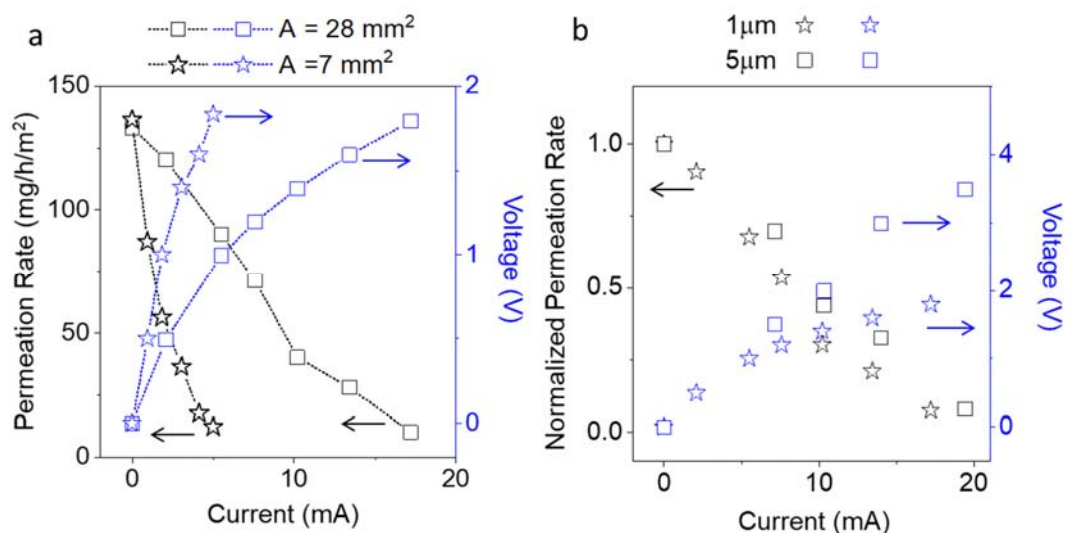 a
A = 28 mm²
A =7 mm²
Permeation Rate (mg/h/m²)
150
100
50
0
0
10
20
Current (mA)
2
1
0
Voltage (V)
b
1μm
5μm
Normalized Permeation Rate
1.0
0.5
0.0
0
10
20
Current (mA)
4
2
0
Voltage (V)